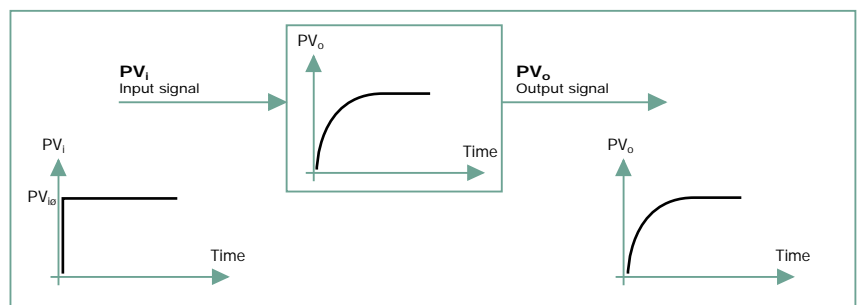 PVₒ
PVᵢ
Input signal
PVₒ
Output signal
Time
PVᵢ
PVᵢø
Time
PVₒ
Time